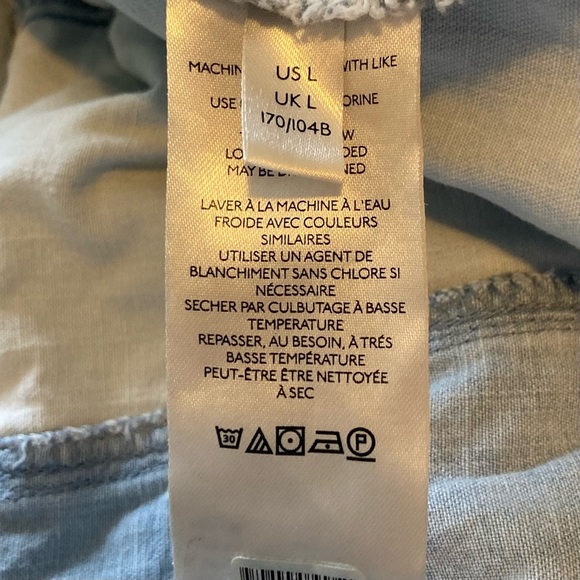 US L
UK L
170/104B
WITH LIKE
USE
MAY BE
LAVER À LA MACHINE À L'EAU
FROIDE AVEC COULEURS
SIMILAIRES
UTILISER UN AGENT DE
BLANCHIMENT SANS CHLORE SI
NÉCESSAIRE
SECHER PAR CULBUTAGE À BASSE
TEMPERATURE
REPASSER, AU BESOIN, À TRÉS
BASSE TEMPÉRATURE
PEUT-ÊTRE ÊTRE NETTOYÉE
À SEC
30
P